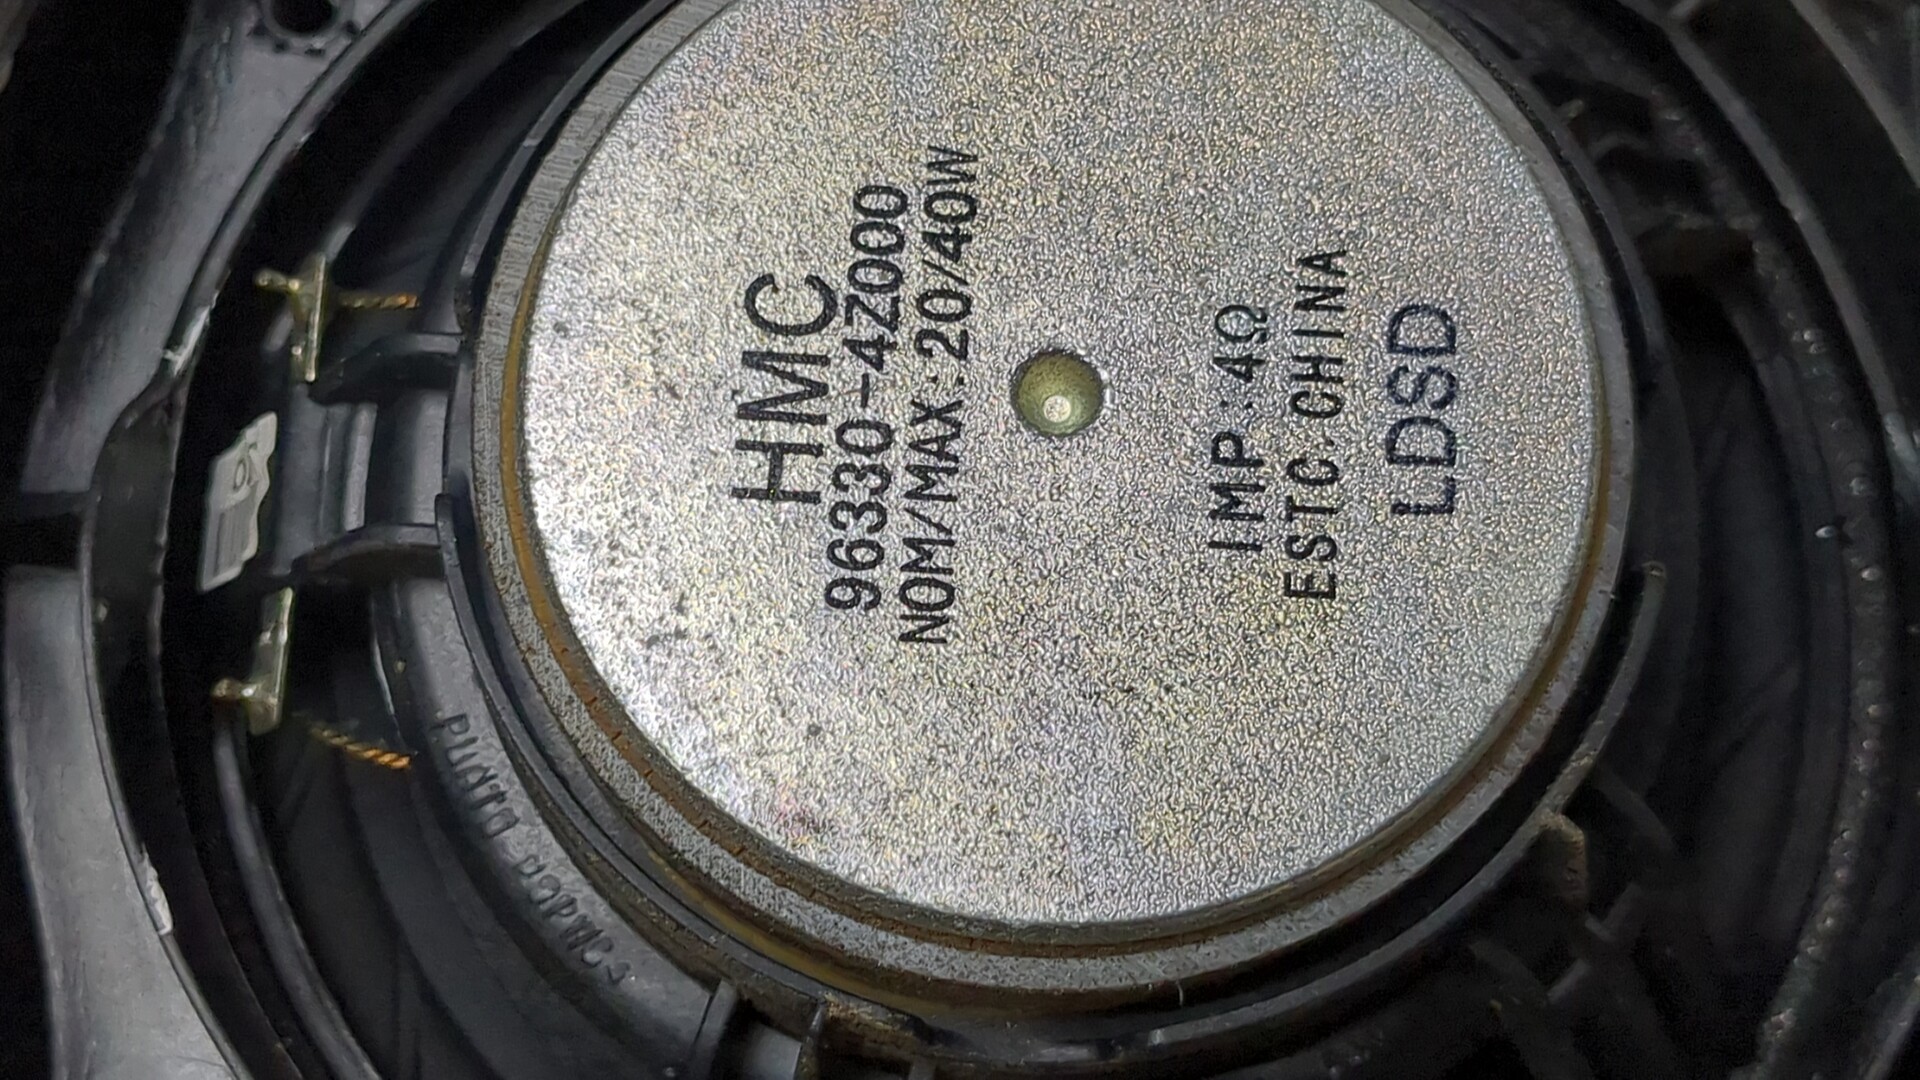 HMC
96330-4Z000
NOM/MAX:20/40W
IMP:4Ω
ESTC.CHINA
LDSD